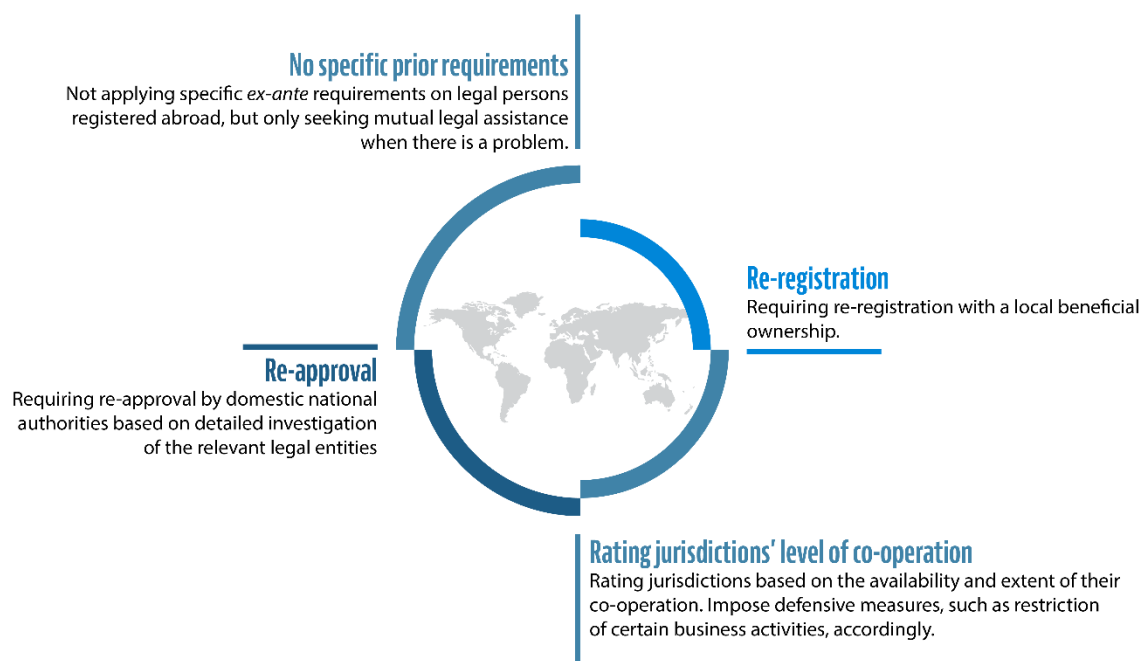 No specific prior requirements
Not applying specific ex-ante requirements on legal persons
registered abroad, but only seeking mutual legal assistance
when there is a problem.
Re-registration
Requiring re-registration with a local beneficial
ownership.
Re-approval
Requiring re-approval by domestic national
authorities based on detailed investigation
of the relevant legal entities
Rating jurisdictions' level of co-operation
Rating jurisdictions based on the availability and extent of their
co-operation. Impose defensive measures, such as restriction
of certain business activities, accordingly.